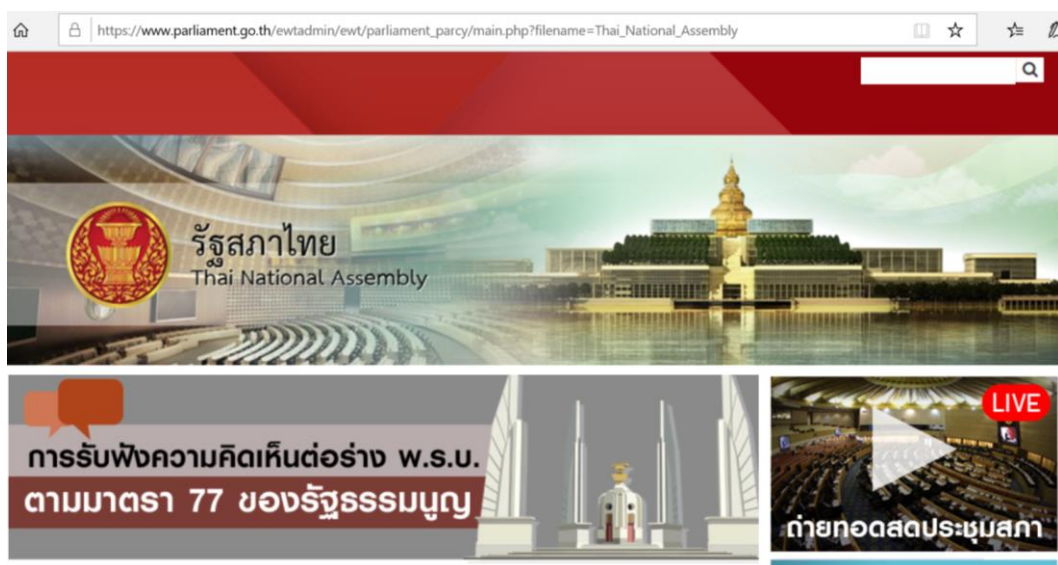 https://www.parliament.go.th/ewtadmin/ewt/parliament_parcy/main.php?filename=Thai_National_Assembly
รัฐสภาไทย
Thai National Assembly
การรับฟังความคิดเห็นต่อร่าง พ.ร.บ.
ตามมาตรา 77 ของรัฐธรรมนูญ
LIVE
ถ่ายทอดสดประชุมสภา